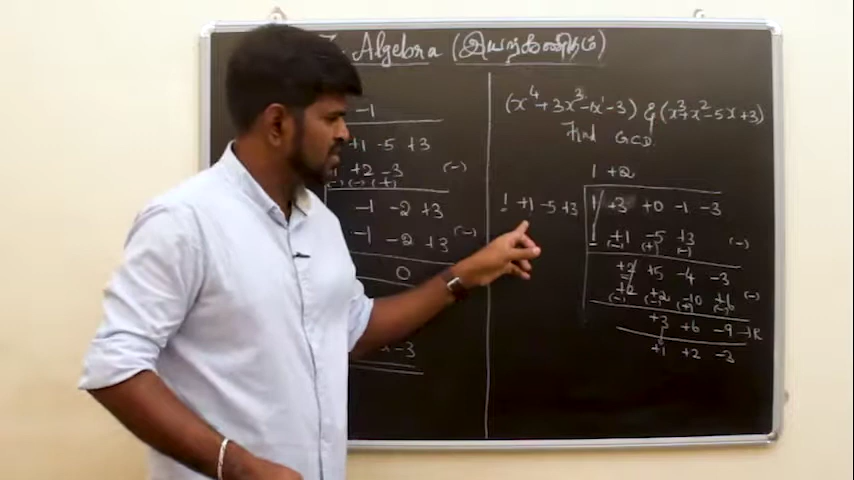 Algebra (இயற்கணிதம்)
-1
+1 -5 +3
+2 -3 (-)
(-) (-) (+)
-1 -2 +3
-1 -2 +3 (-)
0
-3
(x⁴+3x³-x-3) & (x³+x²-5x+3)
Find GCD.
1 +2
1 +1 -5 +3
1 +3 +0 -1 -3
+1 -5 +3 (-)
(-) (+) (-)
+2 +5 -4 -3
+2 +2 -10 +6 (-)
(-) (-) (+) (-)
+3 +6 -9 → R
+1 +2 -3